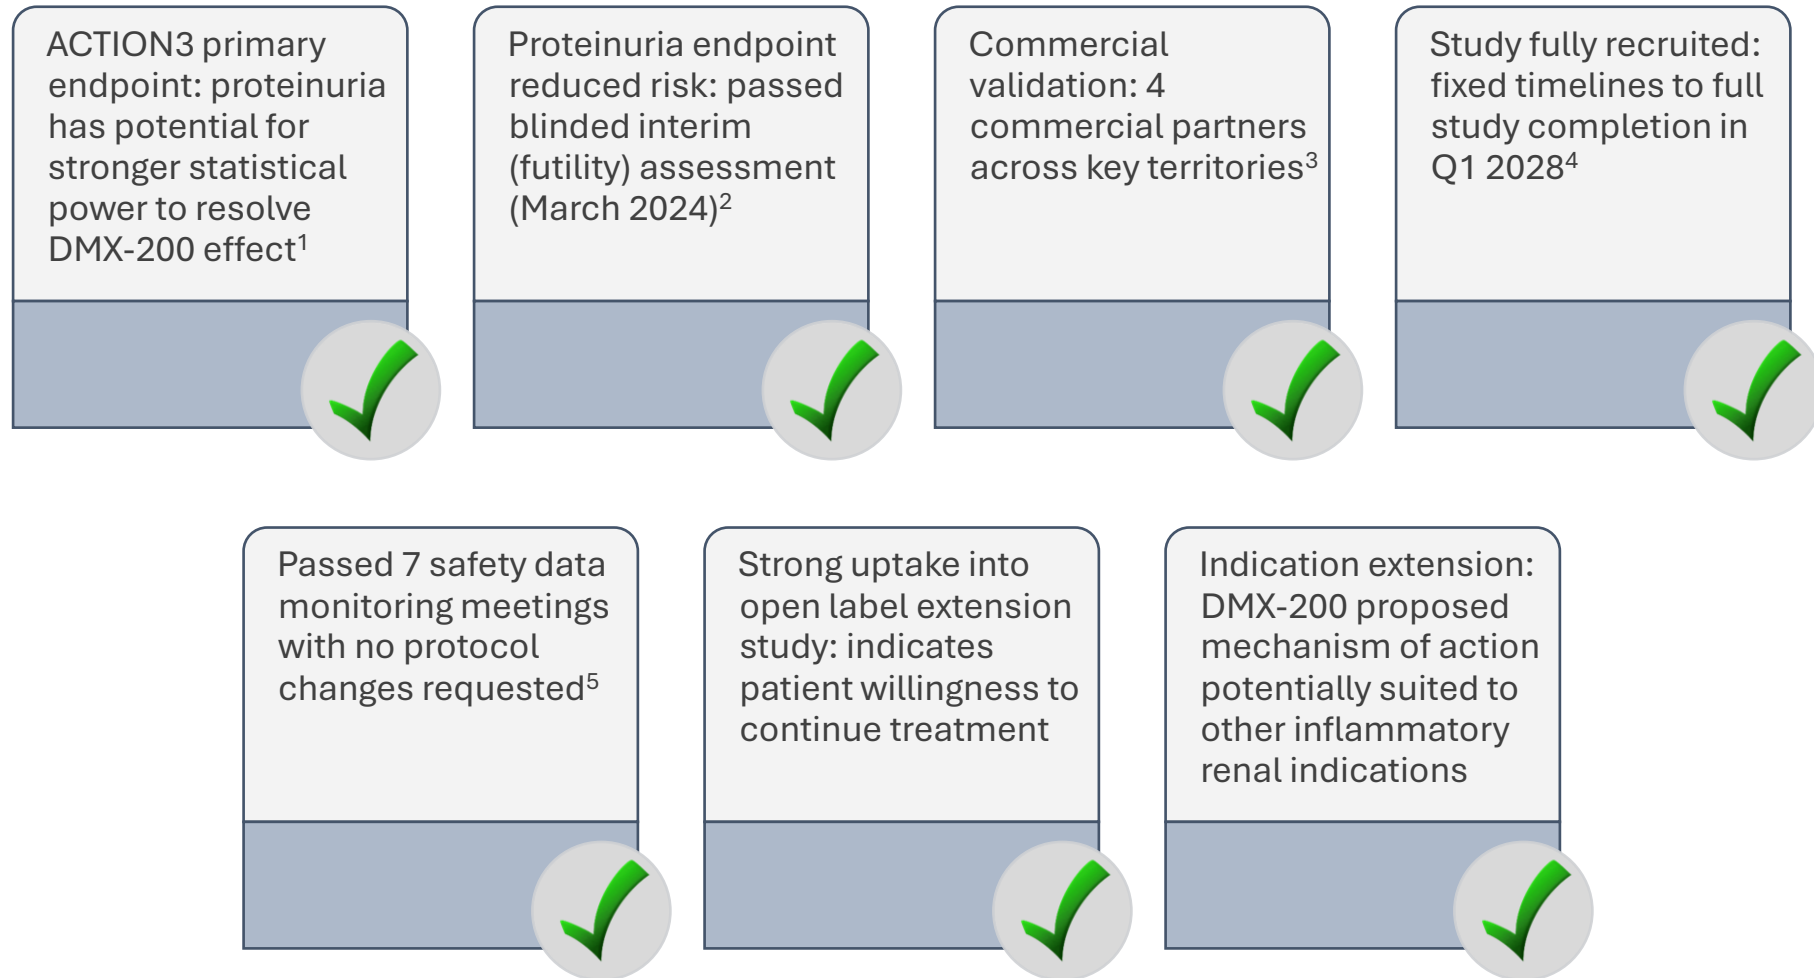 ACTION3 primary
endpoint: proteinuria
has potential for
stronger statistical
power to resolve
DMX-200 effect¹
Proteinuria endpoint
reduced risk: passed
blinded interim
(futility) assessment
(March 2024)²
Commercial
validation: 4
commercial partners
across key territories³
Study fully recruited:
fixed timelines to full
study completion in
Q1 2028⁴
Passed 7 safety data
monitoring meetings
with no protocol
changes requested⁵
Strong uptake into
open label extension
study: indicates
patient willingness to
continue treatment
Indication extension:
DMX-200 proposed
mechanism of action
potentially suited to
other inflammatory
renal indications